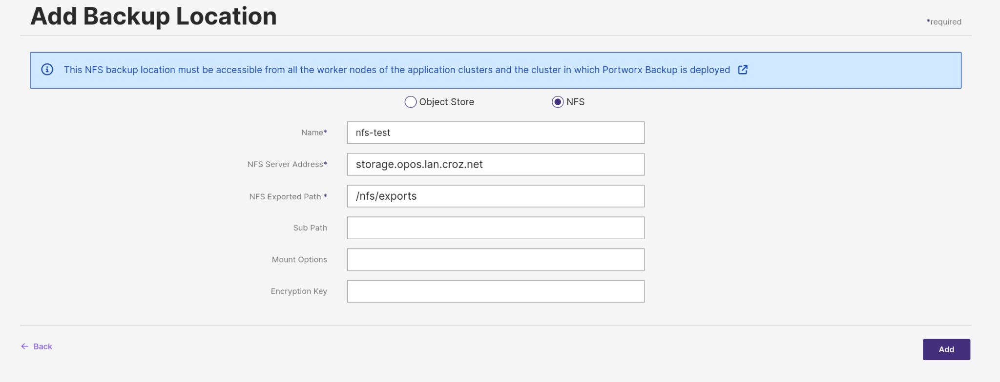 Add Backup Location
*required
This NFS backup location must be accessible from all the worker nodes of the application clusters and the cluster in which Portworx Backup is deployed
Object Store
NFS
Name*
nfs-test
NFS Server Address*
storage.opos.lan.croz.net
NFS Exported Path *
/nfs/exports
Sub Path
Mount Options
Encryption Key
Back
Add